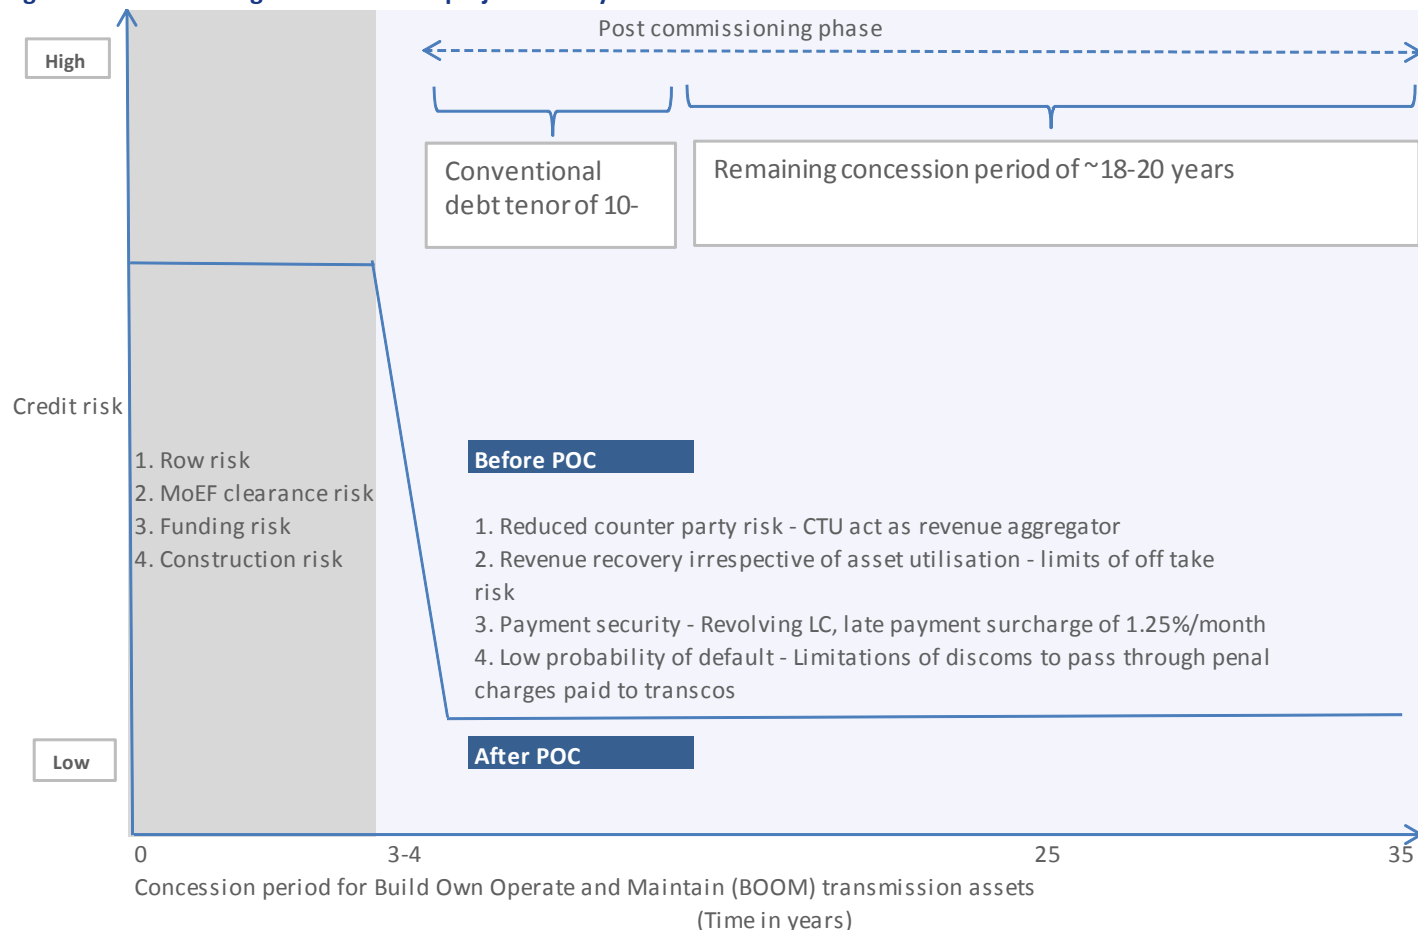 Post commissioning phase
High
Conventional
debt tenor of 10-
Remaining concession period of ~18-20 years
Credit risk
1. Row risk
2. MoEF clearance risk
3. Funding risk
4. Construction risk
Before POC
1. Reduced counter party risk - CTU act as revenue aggregator
2. Revenue recovery irrespective of asset utilisation - limits of off take
risk
3. Payment security - Revolving LC, late payment surcharge of 1.25%/month
4. Low probability of default - Limitations of discoms to pass through penal
charges paid to transcos
After POC
Low
0
3-4
25
35
Concession period for Build Own Operate and Maintain (BOOM) transmission assets
(Time in years)